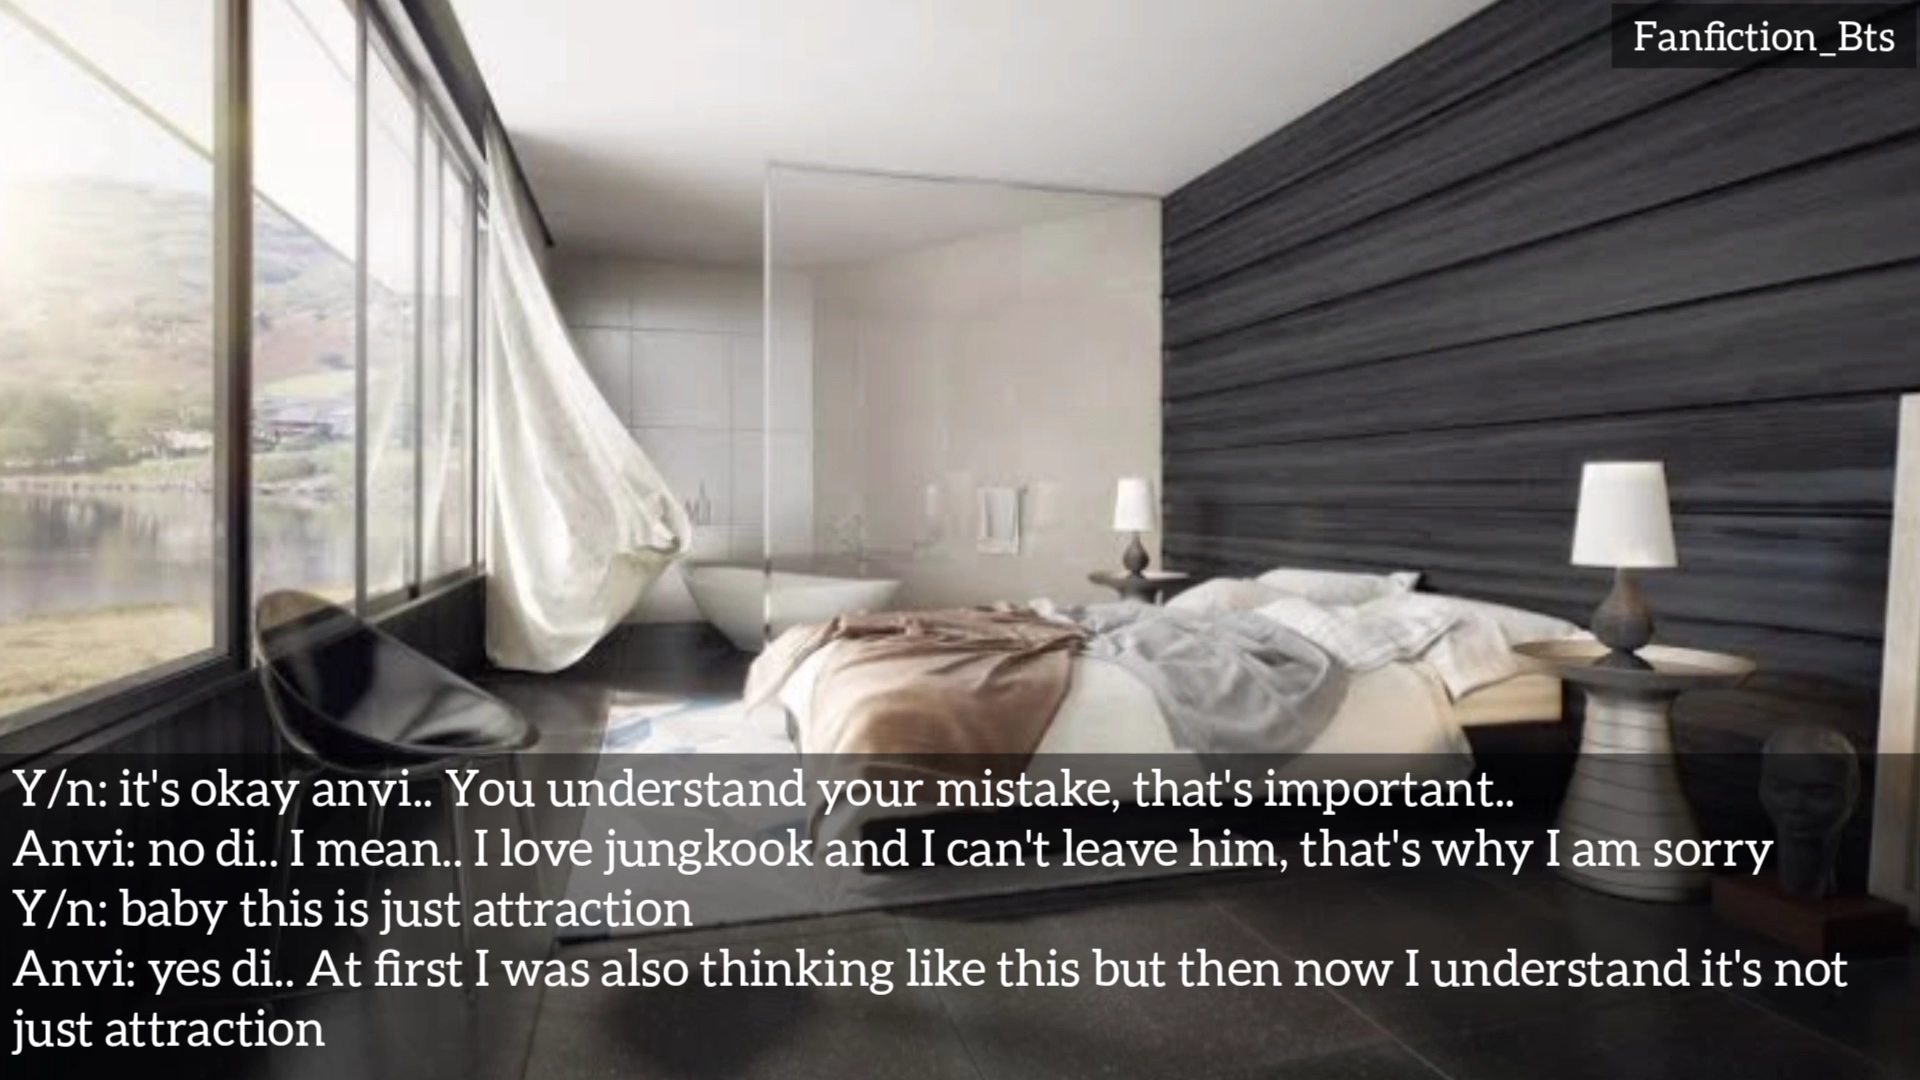 Fanfiction_Bts
Y/n: it's okay anvi.. You understand your mistake, that's important..
Anvi: no di.. I mean.. I love jungkook and I can't leave him, that's why I am sorry
Y/n: baby this is just attraction
Anvi: yes di.. At first I was also thinking like this but then now I understand it's not
just attraction